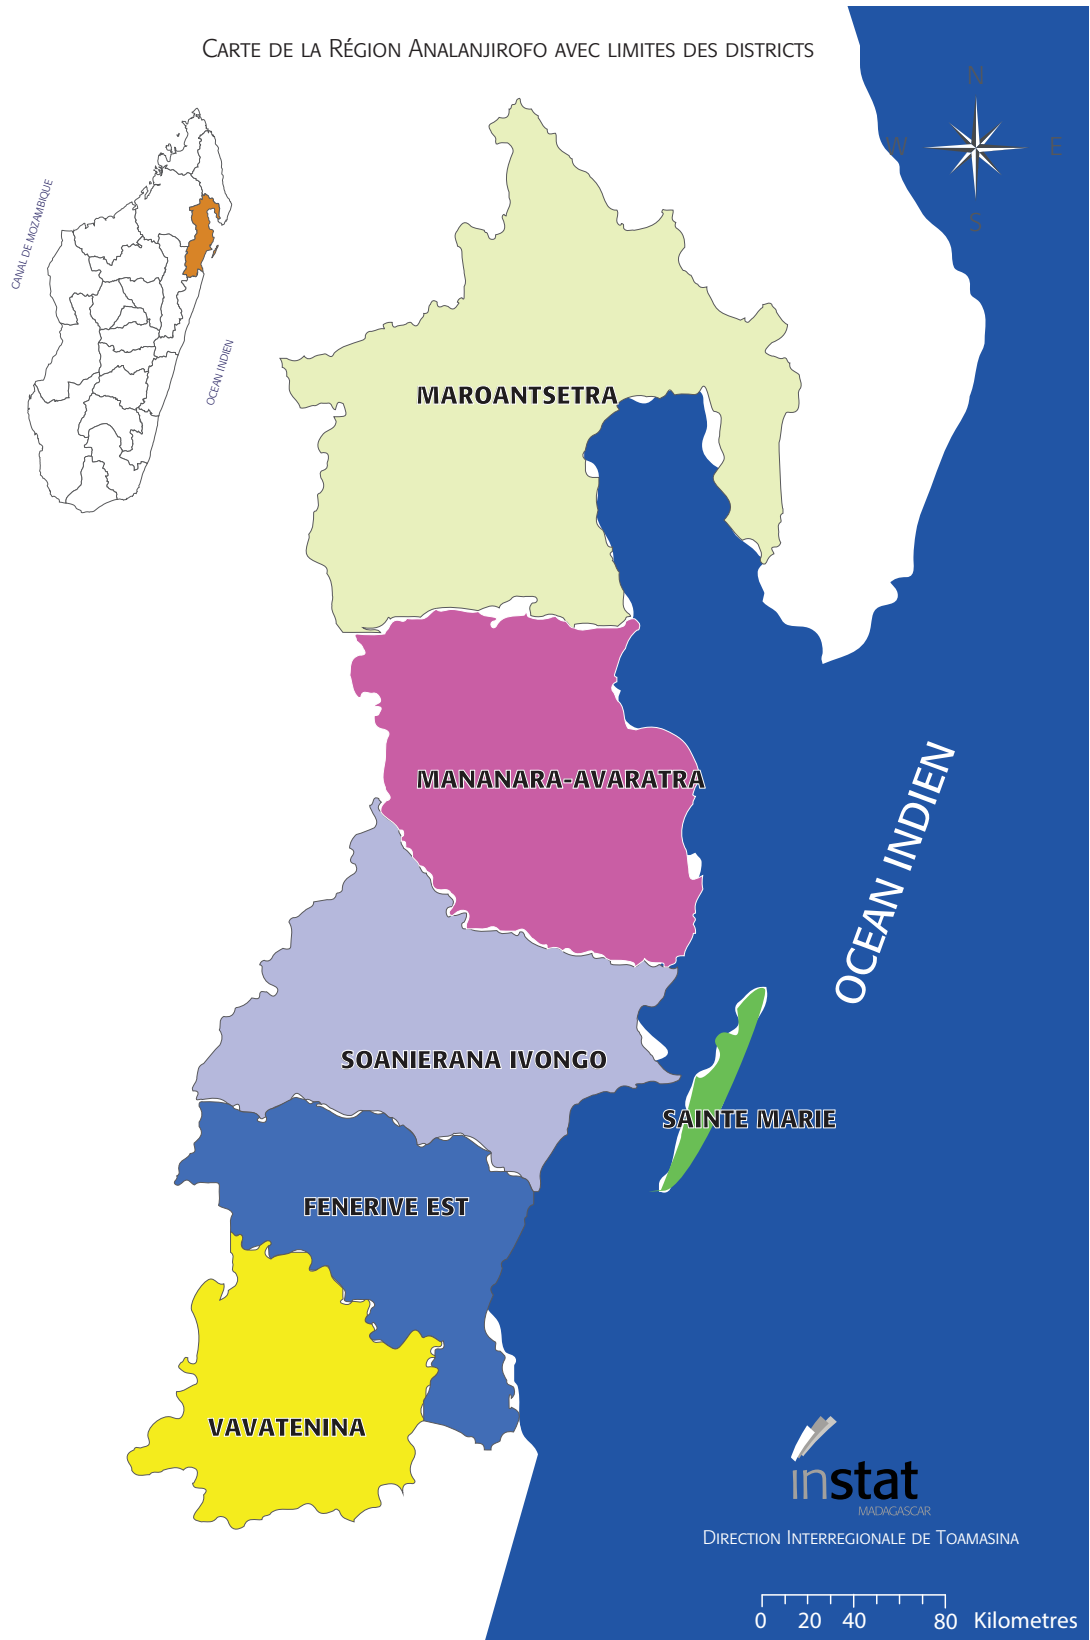 CARTE DE LA RÉGION ANALANJIROFO AVEC LIMITES DES DISTRICTS
N
W
E
S
CANAL DE MOZAMBIQUE
OCEAN INDIEN
MAROANTSETRA
MANANARA-AVARATRA
OCEAN INDIEN
SOANIERANA IVONGO
SAINTE MARIE
FENERIVE EST
VAVATENINA
instat
MADAGASCAR
DIRECTION INTERREGIONALE DE TOAMASINA
0 20 40 80 Kilometres